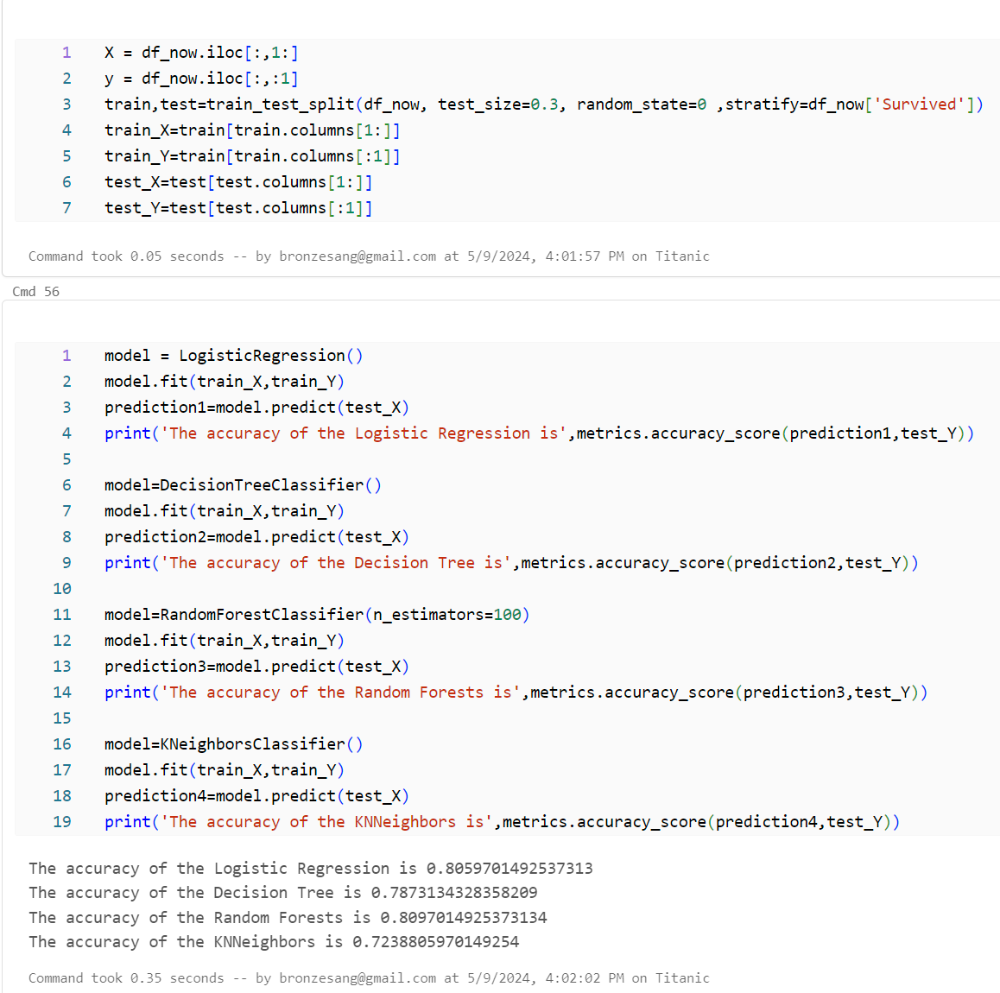 1 X = df_now.iloc[:,1:]
2 y = df_now.iloc[:,:1]
3 train,test=train_test_split(df_now, test_size=0.3, random_state=0 ,stratify=df_now['Survived'])
4 train_X=train[train.columns[1:]]
5 train_Y=train[train.columns[:1]]
6 test_X=test[test.columns[1:]]
7 test_Y=test[test.columns[:1]]
Command took 0.05 seconds -- by bronzesang@gmail.com at 5/9/2024, 4:01:57 PM on Titanic
Cmd 56
1 model = LogisticRegression()
2 model.fit(train_X,train_Y)
3 prediction1=model.predict(test_X)
4 print('The accuracy of the Logistic Regression is',metrics.accuracy_score(prediction1,test_Y))
5
6 model=DecisionTreeClassifier()
7 model.fit(train_X,train_Y)
8 prediction2=model.predict(test_X)
9 print('The accuracy of the Decision Tree is',metrics.accuracy_score(prediction2,test_Y))
10
11 model=RandomForestClassifier(n_estimators=100)
12 model.fit(train_X,train_Y)
13 prediction3=model.predict(test_X)
14 print('The accuracy of the Random Forests is',metrics.accuracy_score(prediction3,test_Y))
15
16 model=KNeighborsClassifier()
17 model.fit(train_X,train_Y)
18 prediction4=model.predict(test_X)
19 print('The accuracy of the KNNeighbors is',metrics.accuracy_score(prediction4,test_Y))
The accuracy of the Logistic Regression is 0.8059701492537313
The accuracy of the Decision Tree is 0.7873134328358209
The accuracy of the Random Forests is 0.8097014925373134
The accuracy of the KNNeighbors is 0.7238805970149254
Command took 0.35 seconds -- by bronzesang@gmail.com at 5/9/2024, 4:02:02 PM on Titanic